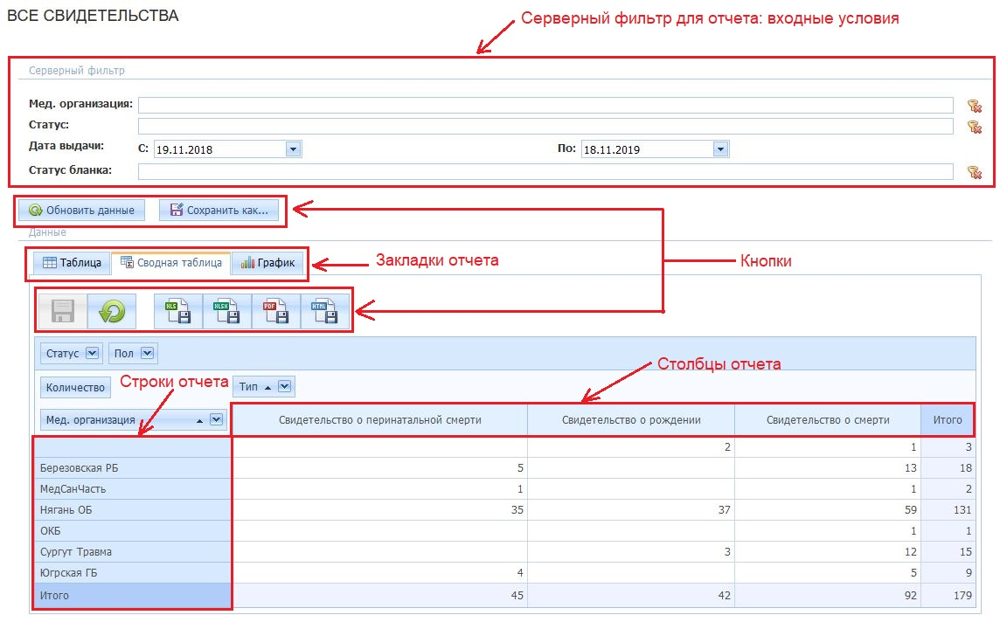 ВСЕ СВИДЕТЕЛЬСТВА
Серверный фильтр для отчета: входные условия
Серверный фильтр
Мед. организация:
Статус:
Дата выдачи: С: 19.11.2018 По: 18.11.2019
Статус бланка:
Обновить данные Сохранить как...
Данные
Таблица Сводная таблица График
Закладки отчета
Кнопки
XLS XLSX PDF HTML
Статус Пол
Столбцы отчета
Количество Строки отчета Тип
Мед. организация Свидетельство о перинатальной смерти Свидетельство о рождении Свидетельство о смерти Итого
2 1 3
Березовская РБ 5 13 18
МедСанЧасть 1 1 2
Нягань ОБ 35 37 59 131
ОКБ 1 1
Сургут Травма 3 12 15
Югрская ГБ 4 5 9
Итого 45 42 92 179